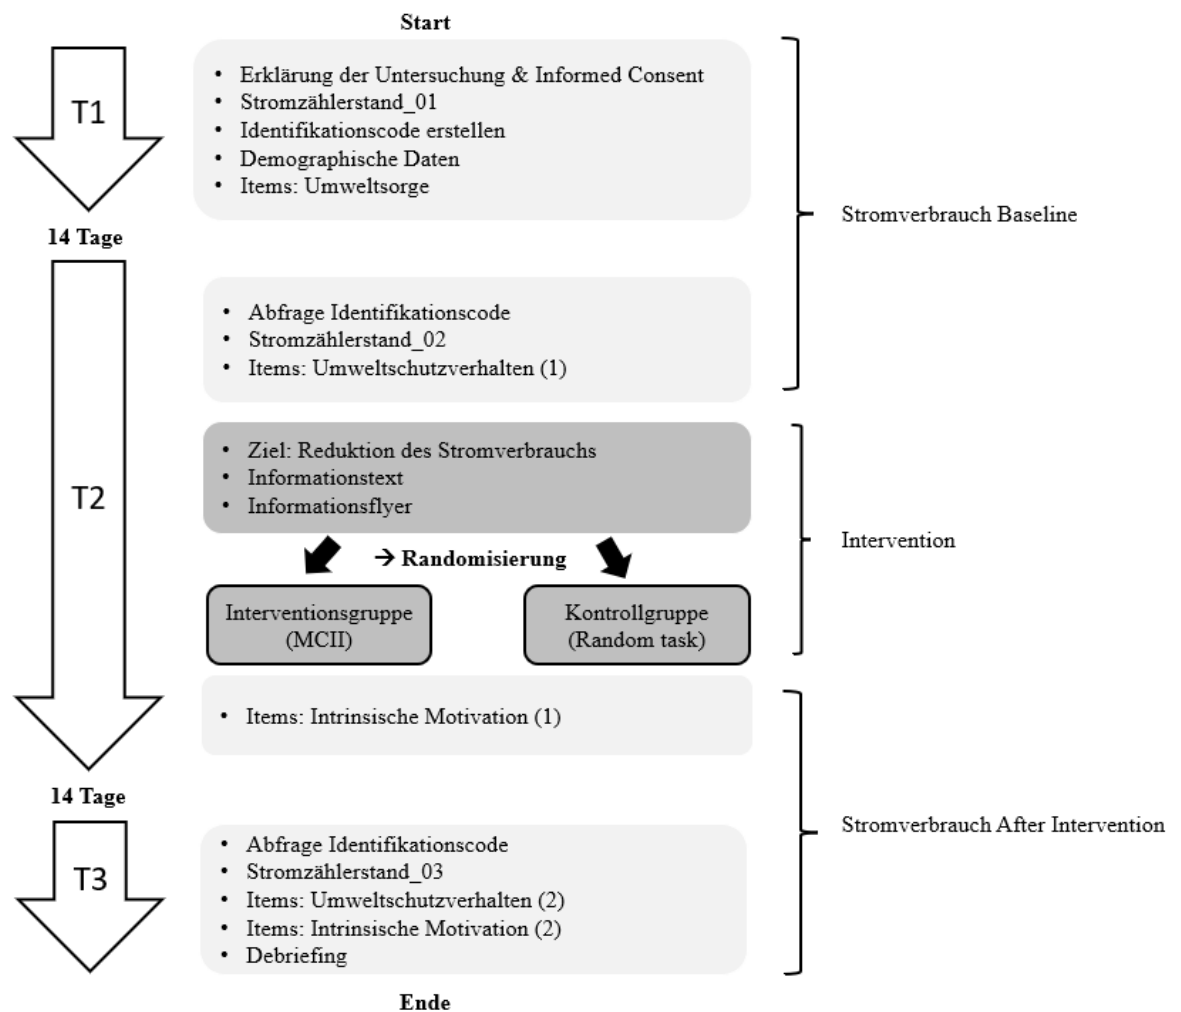 Start
T1
• Erklärung der Untersuchung & Informed Consent
• Stromzählerstand_01
• Identifikationscode erstellen
• Demographische Daten
• Items: Umweltsorge
Stromverbrauch Baseline
14 Tage
• Abfrage Identifikationscode
• Stromzählerstand_02
• Items: Umweltschutzverhalten (1)
T2
• Ziel: Reduktion des Stromverbrauchs
• Informationstext
• Informationsflyer
→ Randomisierung
Intervention
Interventionsgruppe
(MCII)
Kontrollgruppe
(Random task)
• Items: Intrinsische Motivation (1)
14 Tage
Stromverbrauch After Intervention
T3
• Abfrage Identifikationscode
• Stromzählerstand_03
• Items: Umweltschutzverhalten (2)
• Items: Intrinsische Motivation (2)
• Debriefing
Ende